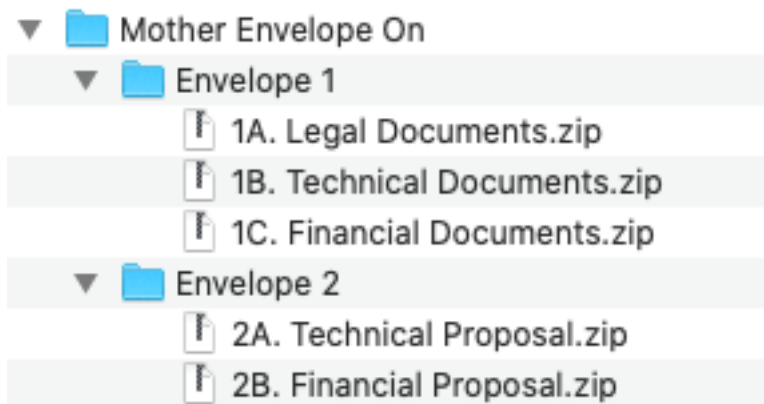 Mother Envelope On
Envelope 1
1A. Legal Documents.zip
1B. Technical Documents.zip
1C. Financial Documents.zip
Envelope 2
2A. Technical Proposal.zip
2B. Financial Proposal.zip